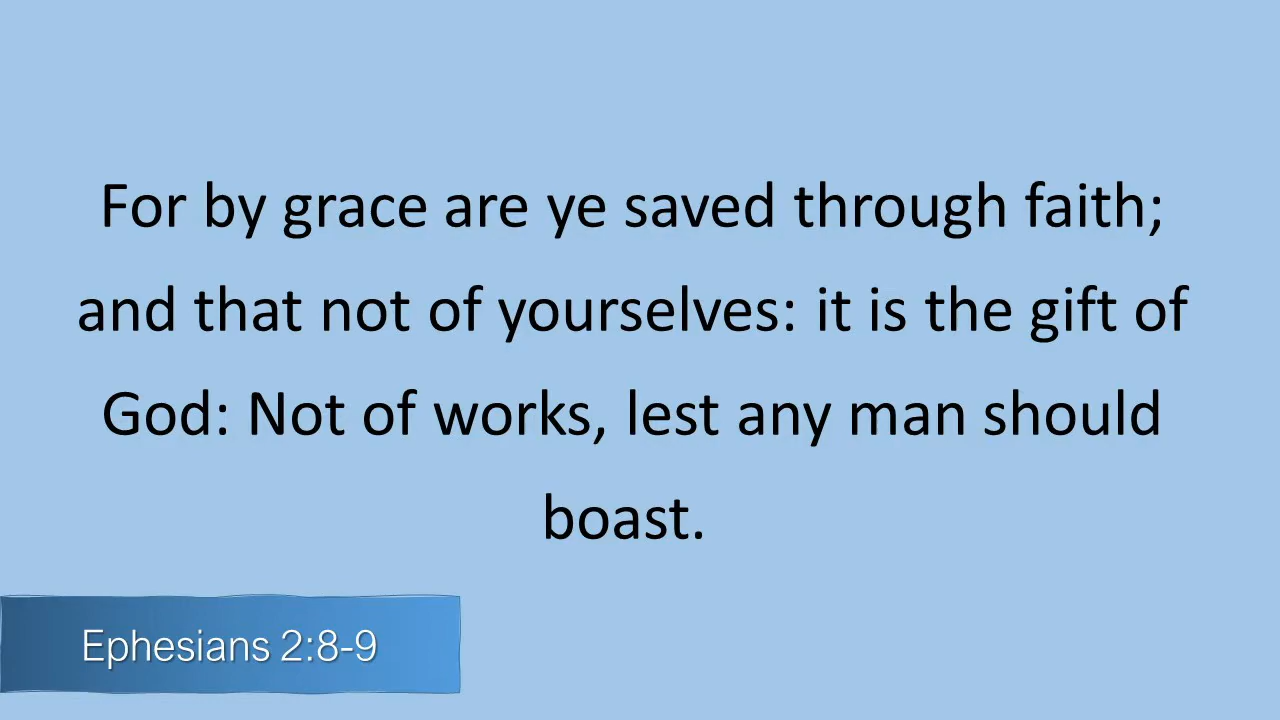 For by grace are ye saved through faith;
and that not of yourselves: it is the gift of
God: Not of works, lest any man should
boast.
Ephesians 2:8-9